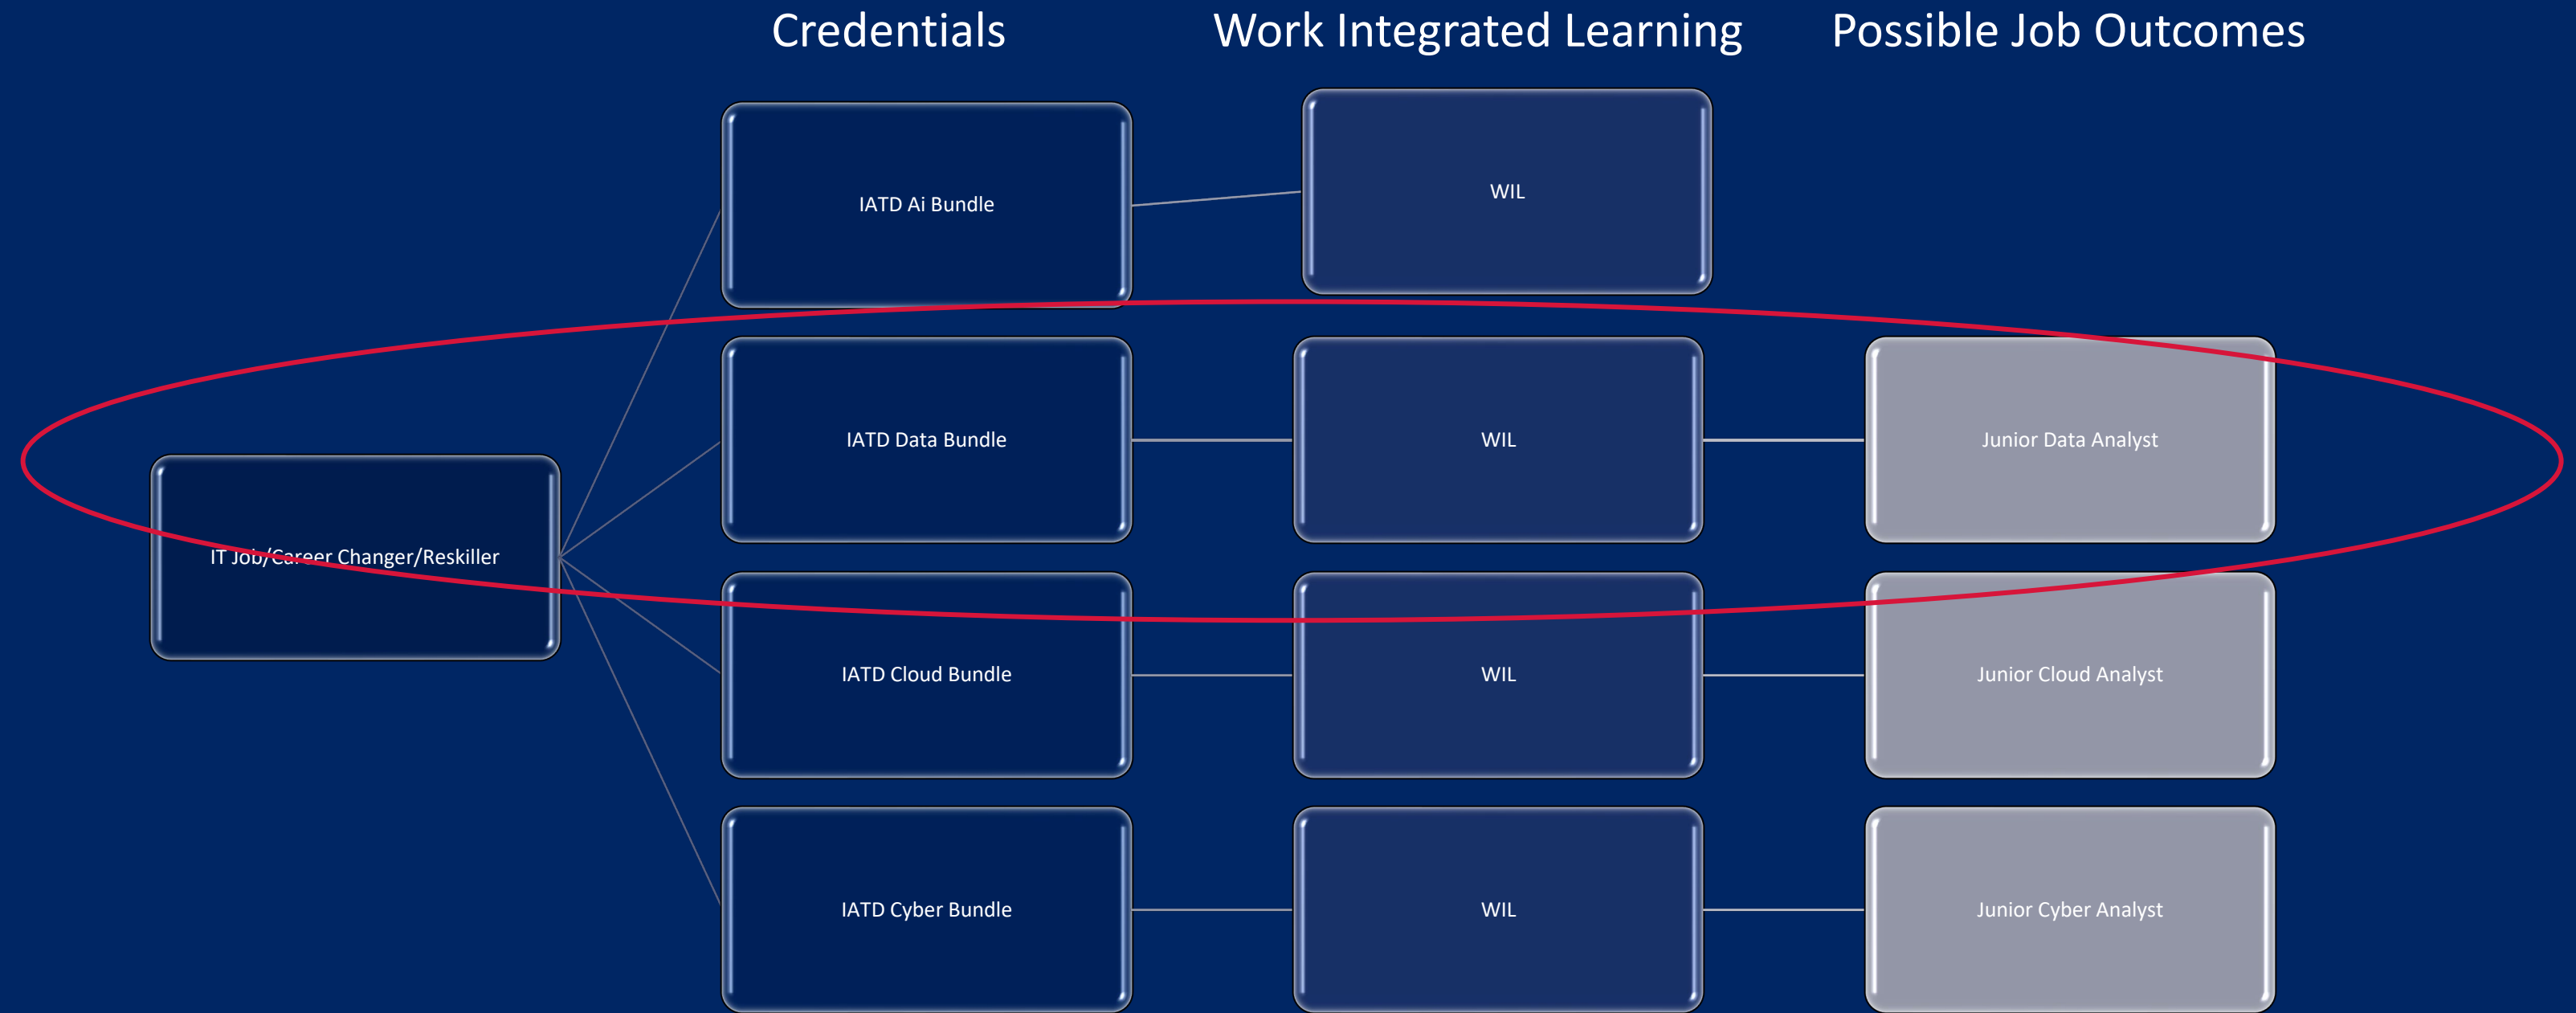 Credentials
Work Integrated Learning
Possible Job Outcomes
IATD Ai Bundle
WIL
IATD Data Bundle
WIL
Junior Data Analyst
IT Job/Career Changer/Reskiller
IATD Cloud Bundle
WIL
Junior Cloud Analyst
IATD Cyber Bundle
WIL
Junior Cyber Analyst